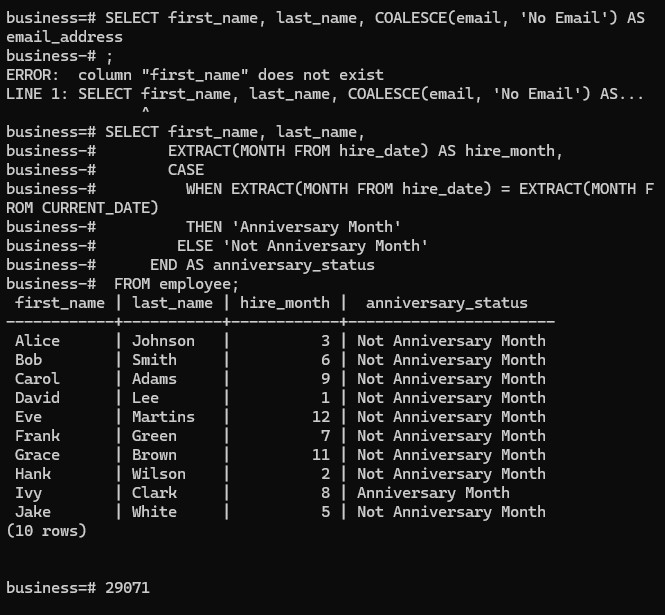 business=# SELECT first_name, last_name, COALESCE(email, 'No Email') AS
email_address
business-# ;
ERROR:  column "first_name" does not exist
LINE 1: SELECT first_name, last_name, COALESCE(email, 'No Email') AS...
               ^
business=# SELECT first_name, last_name,
business-#        EXTRACT(MONTH FROM hire_date) AS hire_month,
business-#        CASE
business-#          WHEN EXTRACT(MONTH FROM hire_date) = EXTRACT(MONTH F
ROM CURRENT_DATE)
business-#          THEN 'Anniversary Month'
business-#         ELSE 'Not Anniversary Month'
business-#      END AS anniversary_status
business-#  FROM employee;
 first_name | last_name | hire_month |  anniversary_status
------------+-----------+------------+-----------------------
 Alice      | Johnson   |          3 | Not Anniversary Month
 Bob        | Smith     |          6 | Not Anniversary Month
 Carol      | Adams     |          9 | Not Anniversary Month
 David      | Lee       |          1 | Not Anniversary Month
 Eve        | Martins   |         12 | Not Anniversary Month
 Frank      | Green     |          7 | Not Anniversary Month
 Grace      | Brown     |         11 | Not Anniversary Month
 Hank       | Wilson    |          2 | Not Anniversary Month
 Ivy        | Clark     |          8 | Anniversary Month
 Jake       | White     |          5 | Not Anniversary Month
(10 rows)
business=# 29071